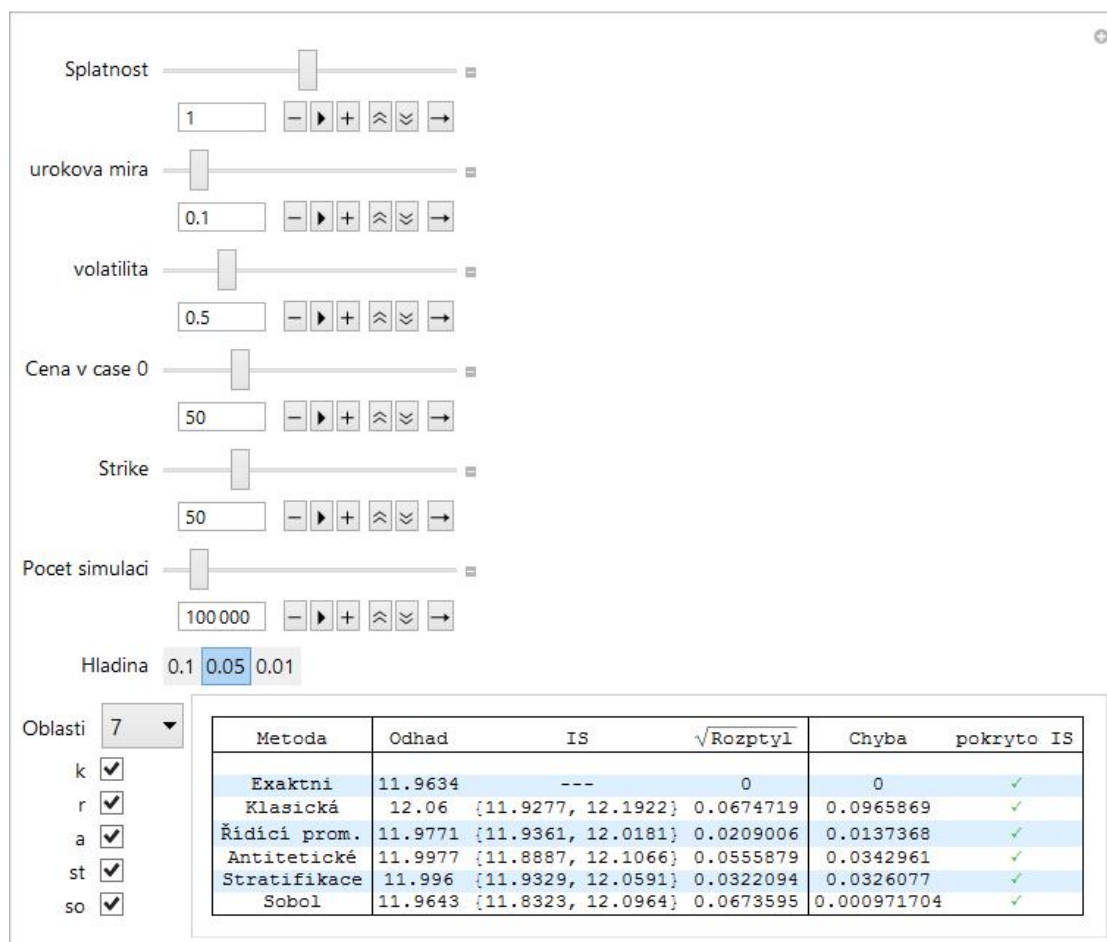 Splatnost
1
urokova mira
0.1
volatilita
0.5
Cena v case 0
50
Strike
50
Pocet simulaci
100 000
Hladina 0.1 0.05 0.01
Oblasti 7
k
r
a
st
so
Metoda Odhad IS √Rozptyl Chyba pokryto IS
Exaktni 11.9634 --- 0 0 ✓
Klasická 12.06 {11.9277, 12.1922} 0.0674719 0.0965869 ✓
Řídící prom. 11.9771 {11.9361, 12.0181} 0.0209006 0.0137368 ✓
Antitetické 11.9977 {11.8887, 12.1066} 0.0555879 0.0342961 ✓
Stratifikace 11.996 {11.9329, 12.0591} 0.0322094 0.0326077 ✓
Sobol 11.9643 {11.8323, 12.0964} 0.0673595 0.000971704 ✓